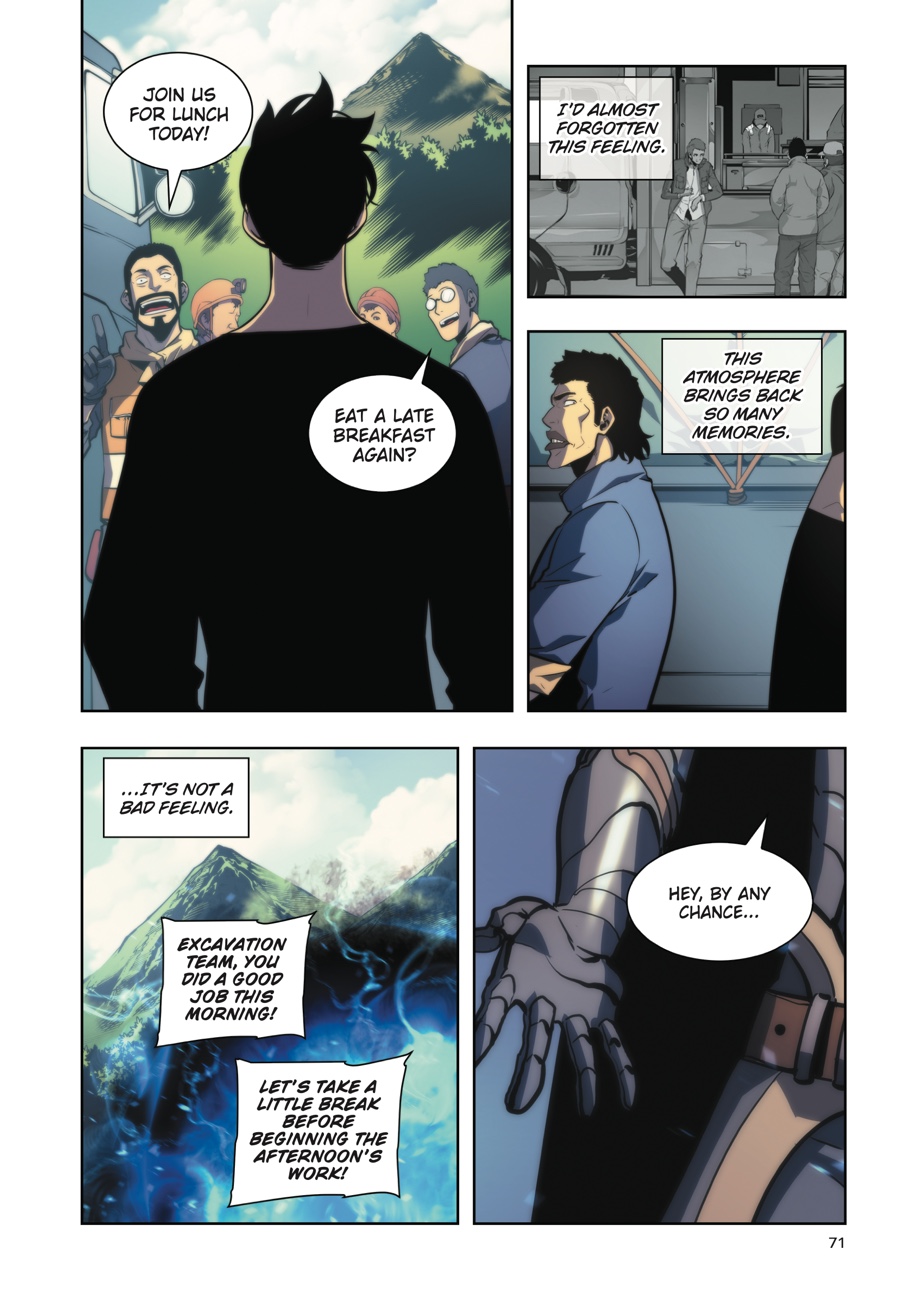 JOIN US
FOR LUNCH
TODAY!
EAT A LATE
BREAKFAST
AGAIN?
I'D ALMOST
FORGOTTEN
THIS FEELING.
THIS
ATMOSPHERE
BRINGS BACK
SO MANY
MEMORIES.
...IT'S NOT A
BAD FEELING.
EXCAVATION
TEAM, YOU
DID A GOOD
JOB THIS
MORNING!
LET'S TAKE A
LITTLE BREAK
BEFORE
BEGINNING THE
AFTERNOON'S
WORK!
HEY, BY ANY
CHANCE...
71